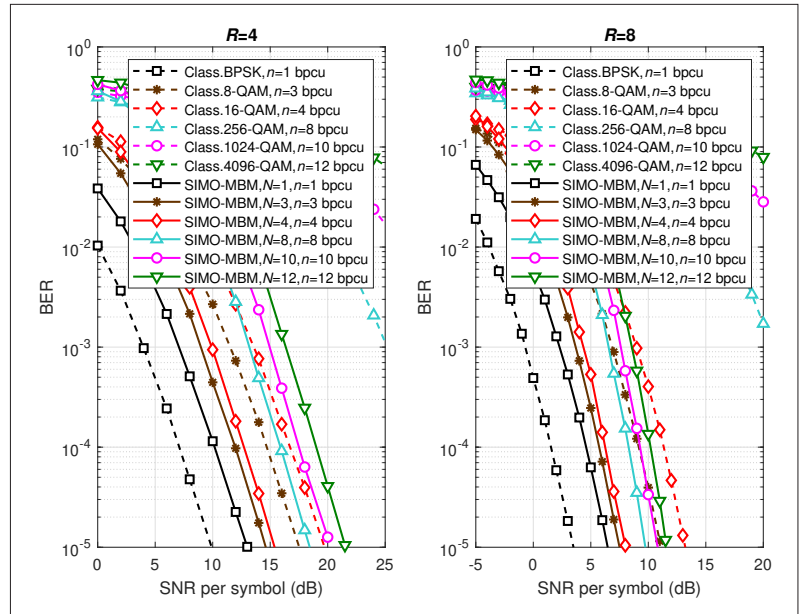 R=4
BER
10^0
10^-1
10^-2
10^-3
10^-4
10^-5
Class.BPSK,n=1 bpcu
Class.8-QAM,n=3 bpcu
Class.16-QAM,n=4 bpcu
Class.256-QAM,n=8 bpcu
Class.1024-QAM,n=10 bpcu
Class.4096-QAM,n=12 bpcu
SIMO-MBM,N=1,n=1 bpcu
SIMO-MBM,N=3,n=3 bpcu
SIMO-MBM,N=4,n=4 bpcu
SIMO-MBM,N=8,n=8 bpcu
SIMO-MBM,N=10,n=10 bpcu
SIMO-MBM,N=12,n=12 bpcu
0 5 10 15 20 25
SNR per symbol (dB)
R=8
BER
10^0
10^-1
10^-2
10^-3
10^-4
10^-5
Class.BPSK,n=1 bpcu
Class.8-QAM,n=3 bpcu
Class.16-QAM,n=4 bpcu
Class.256-QAM,n=8 bpcu
Class.1024-QAM,n=10 bpcu
Class.4096-QAM,n=12 bpcu
SIMO-MBM,N=1,n=1 bpcu
SIMO-MBM,N=3,n=3 bpcu
SIMO-MBM,N=4,n=4 bpcu
SIMO-MBM,N=8,n=8 bpcu
SIMO-MBM,N=10,n=10 bpcu
SIMO-MBM,N=12,n=12 bpcu
-5 0 5 10 15 20
SNR per symbol (dB)